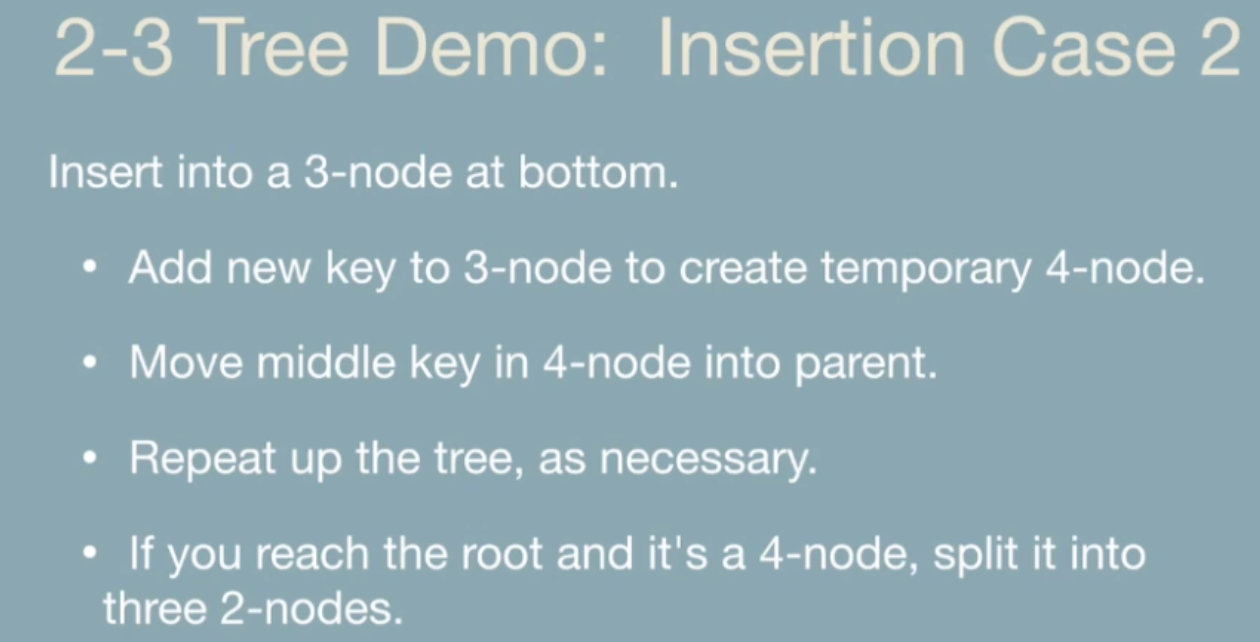 2-3 Tree Demo: Insertion Case 2
Insert into a 3-node at bottom.
• Add new key to 3-node to create temporary 4-node.
• Move middle key in 4-node into parent.
• Repeat up the tree, as necessary.
• If you reach the root and it's a 4-node, split it into
three 2-nodes.